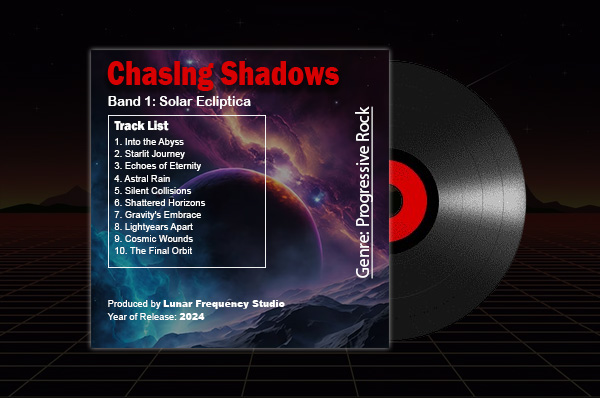 Chasing Shadows
Band 1: Solar Ecliptica
Track List
1. Into the Abyss
2. Starlit Journey
3. Echoes of Eternity
4. Astral Rain
5. Silent Collisions
6. Shattered Horizons
7. Gravity's Embrace
8. Lightyears Apart
9. Cosmic Wounds
10. The Final Orbit
Genre: Progressive Rock
Produced by Lunar Frequency Studio
Year of Release: 2024